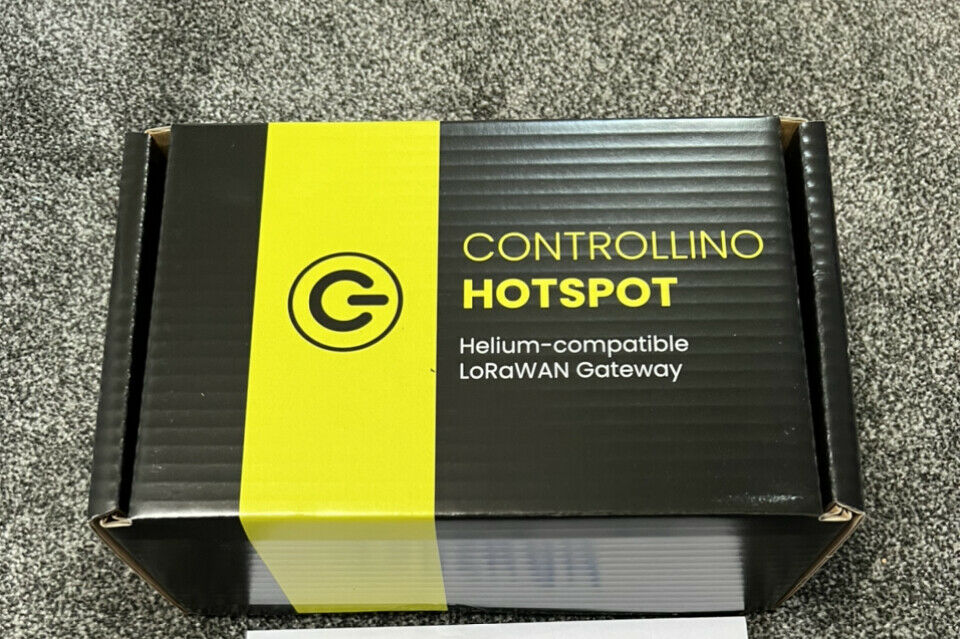 CONTROLLINO
HOTSPOT
Helium-compatible
LoRaWAN Gateway